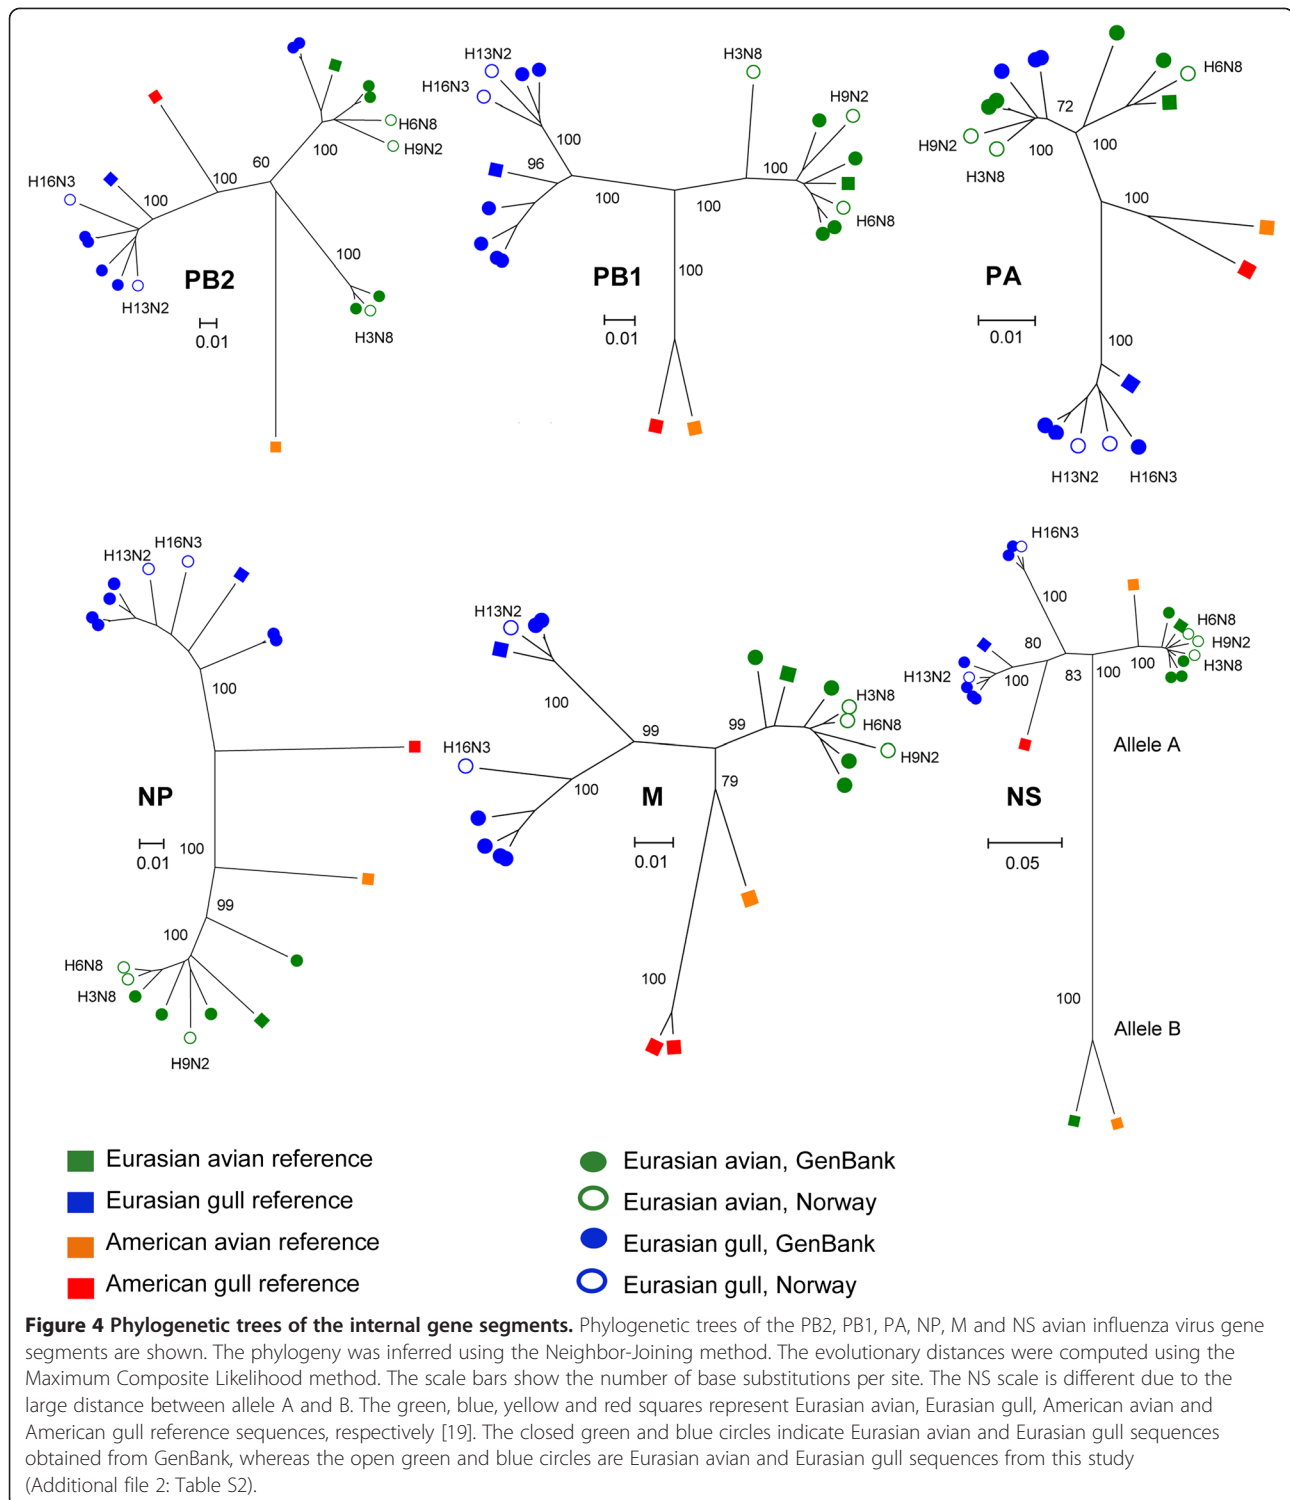 H13N2
H3N8
H6N8
H16N3
H9N2
72
100
H6N8
60
100
H9N2
100
96
100
100
H9N2
100
100
H16N3
100
H3N8
100
100
100
H6N8
100
100
PB2
PB1
PA
H13N2
0.01
H3N8
0.01
0.01
100
H13N2
H16N3
H13N2
H16N3
H16N3
100
H6N8
H13N2
80
H9N2
100
H3N8
H13N2
100
83
100
100
H3N8
100
99
99
H6N8
H16N3
H9N2
Allele A
100
79
NP
M
NS
100
0.01
0.01
0.05
99
100
H6N8
H3N8
100
100
Allele B
H9N2
Eurasian avian reference
Eurasian gull reference
American avian reference
American gull reference
Eurasian avian, GenBank
Eurasian avian, Norway
Eurasian gull, GenBank
Eurasian gull, Norway
Figure 4 Phylogenetic trees of the internal gene segments. Phylogenetic trees of the PB2, PB1, PA, NP, M and NS avian influenza virus gene
segments are shown. The phylogeny was inferred using the Neighbor-Joining method. The evolutionary distances were computed using the
Maximum Composite Likelihood method. The scale bars show the number of base substitutions per site. The NS scale is different due to the
large distance between allele A and B. The green, blue, yellow and red squares represent Eurasian avian, Eurasian gull, American avian and
American gull reference sequences, respectively [19]. The closed green and blue circles indicate Eurasian avian and Eurasian gull sequences
obtained from GenBank, whereas the open green and blue circles are Eurasian avian and Eurasian gull sequences from this study
(Additional file 2: Table S2).